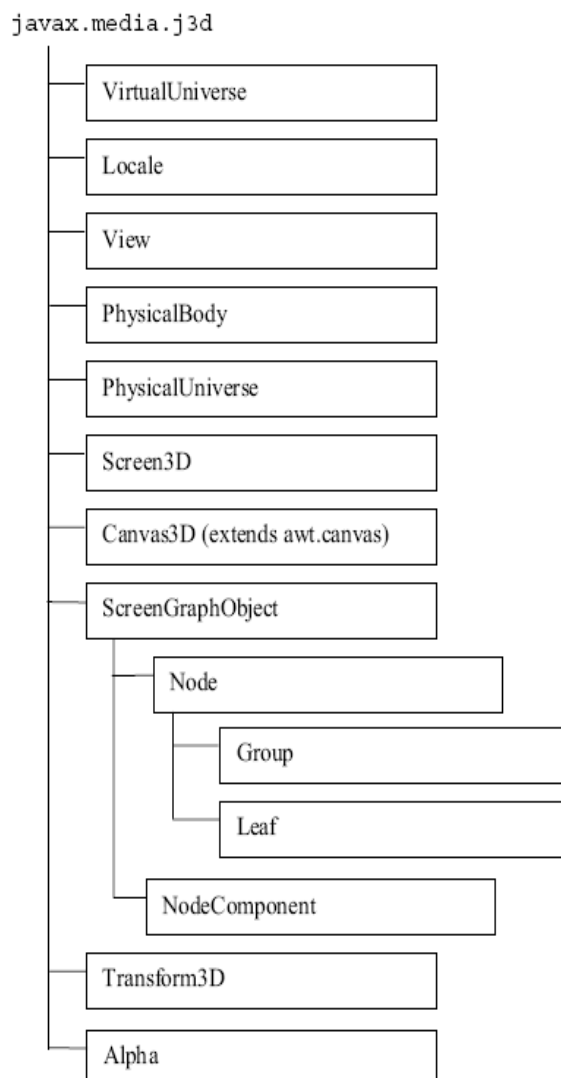 javax.media.j3d
VirtualUniverse
Locale
View
PhysicalBody
PhysicalUniverse
Screen3D
Canvas3D (extends awt.canvas)
ScreenGraphObject
Node
Group
Leaf
NodeComponent
Transform3D
Alpha